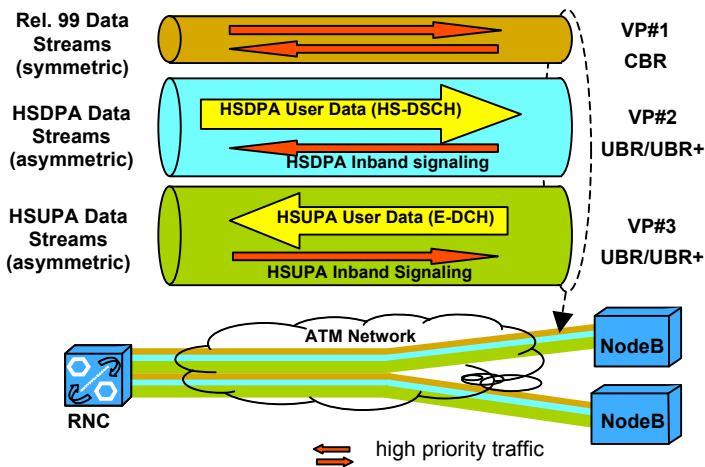 Rel. 99 Data
Streams
(symmetric)
VP#1
CBR
HSDPA Data
Streams
(asymmetric)
HSDPA User Data (HS-DSCH)
HSDPA Inband signaling
VP#2
UBR/UBR+
HSUPA Data
Streams
(asymmetric)
HSUPA User Data (E-DCH)
HSUPA Inband Signaling
VP#3
UBR/UBR+
ATM Network
NodeB
RNC
NodeB
high priority traffic